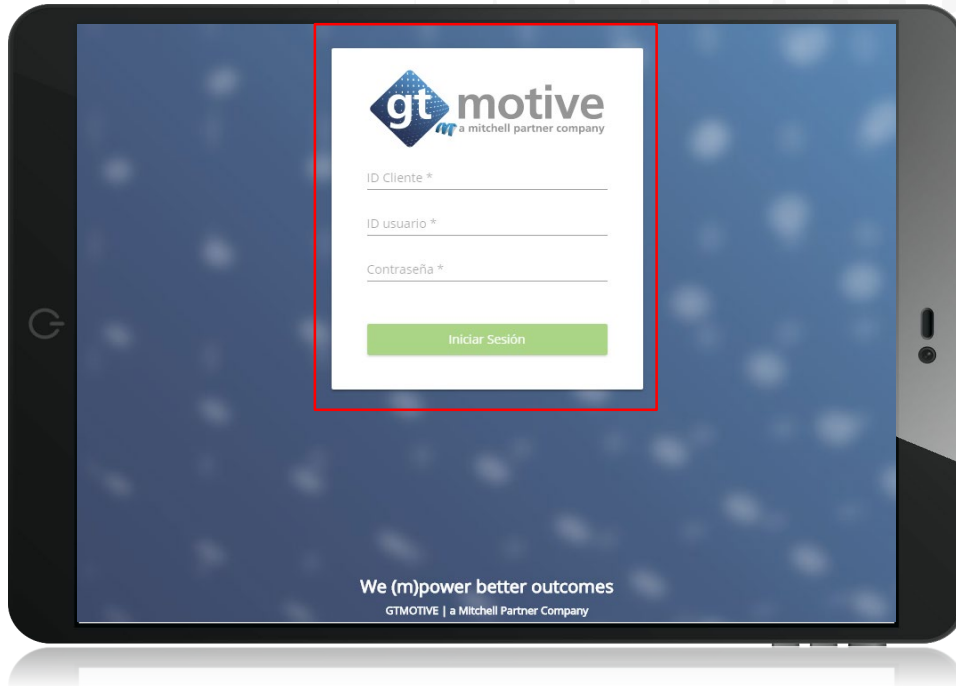 gt motive
m a mitchell partner company
ID Cliente *
ID usuario *
Contraseña *
Iniciar Sesión
We (m)power better outcomes
GTMOTIVE | a Mitchell Partner Company